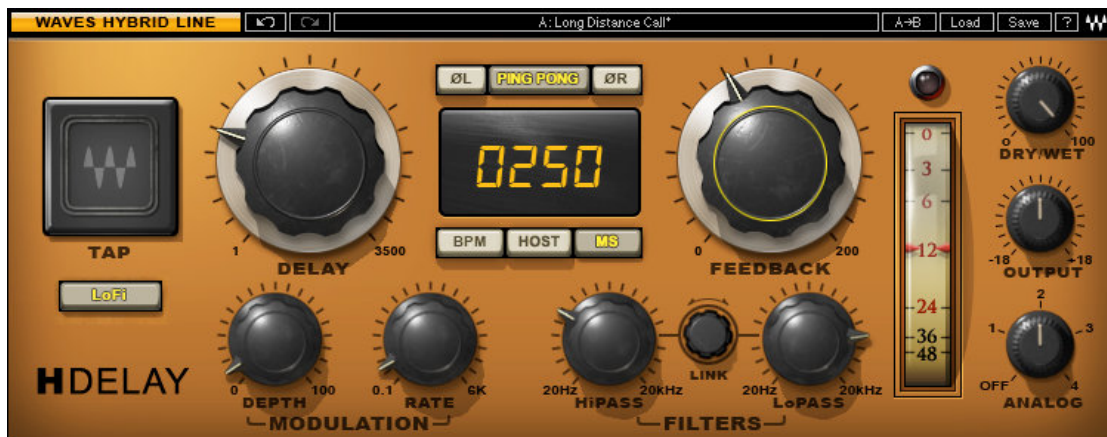 WAVES HYBRID LINE
A: Long Distance Call*
A→B Load Save ?
ØL PING PONG ØR
0250
BPM HOST MS
TAP
LoFi
1 3500
DELAY
0 200
FEEDBACK
0
3
6
12
24
36
48
0 100
DRY/WET
-18 +18
OUTPUT
OFF 1 2 3 4
ANALOG
H DELAY
0 100
DEPTH
0.1 6K
RATE
MODULATION
20Hz 20kHz
HiPASS
LINK
20Hz 20kHz
LoPASS
FILTERS